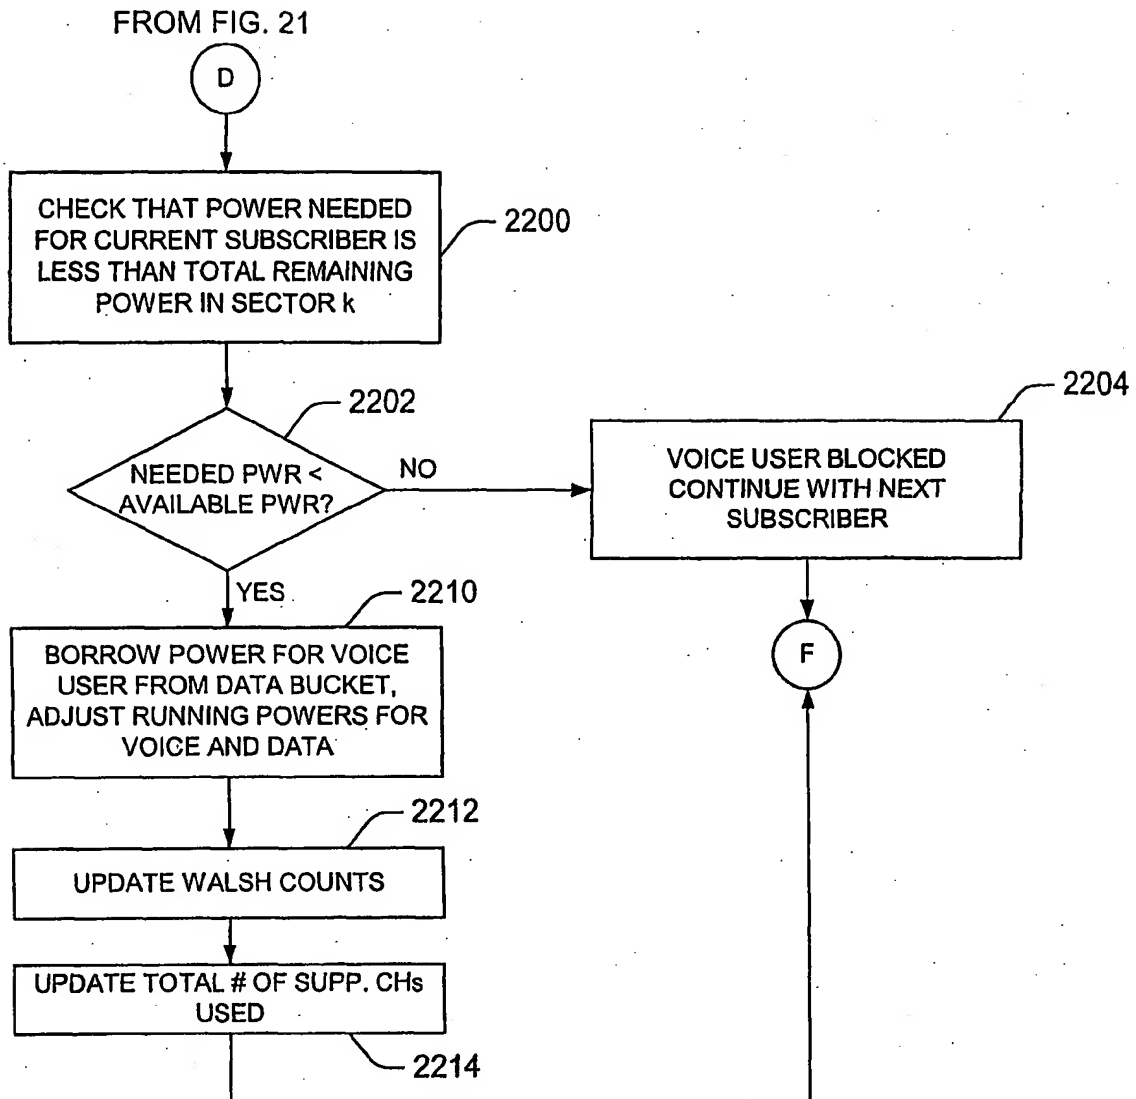 FROM FIG. 21
D
CHECK THAT POWER NEEDED
FOR CURRENT SUBSCRIBER IS
LESS THAN TOTAL REMAINING
POWER IN SECTOR k
2200
2202
NEEDED PWR <
AVAILABLE PWR?
NO
2204
VOICE USER BLOCKED
CONTINUE WITH NEXT
SUBSCRIBER
F
YES
2210
BORROW POWER FOR VOICE
USER FROM DATA BUCKET,
ADJUST RUNNING POWERS FOR
VOICE AND DATA
2212
UPDATE WALSH COUNTS
UPDATE TOTAL # OF SUPP. CHs
USED
2214